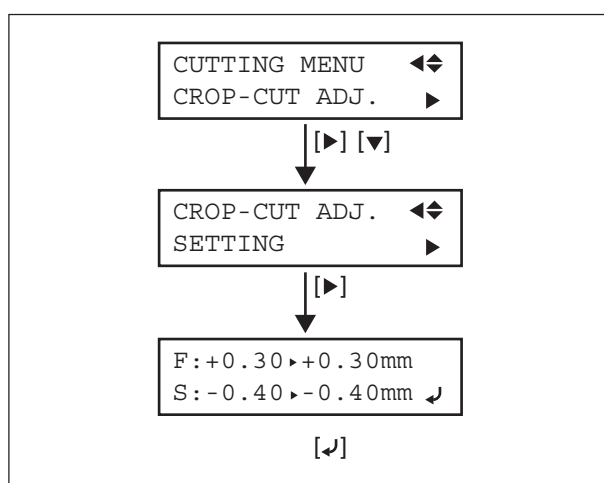 CUTTING MENU ◀◆
CROP-CUT ADJ. ▶
[▶] [▼]
CROP-CUT ADJ. ◀◆
SETTING ▶
[▶]
F:+0.30▸+0.30mm
S:-0.40▸-0.40mm ↲
[↲]